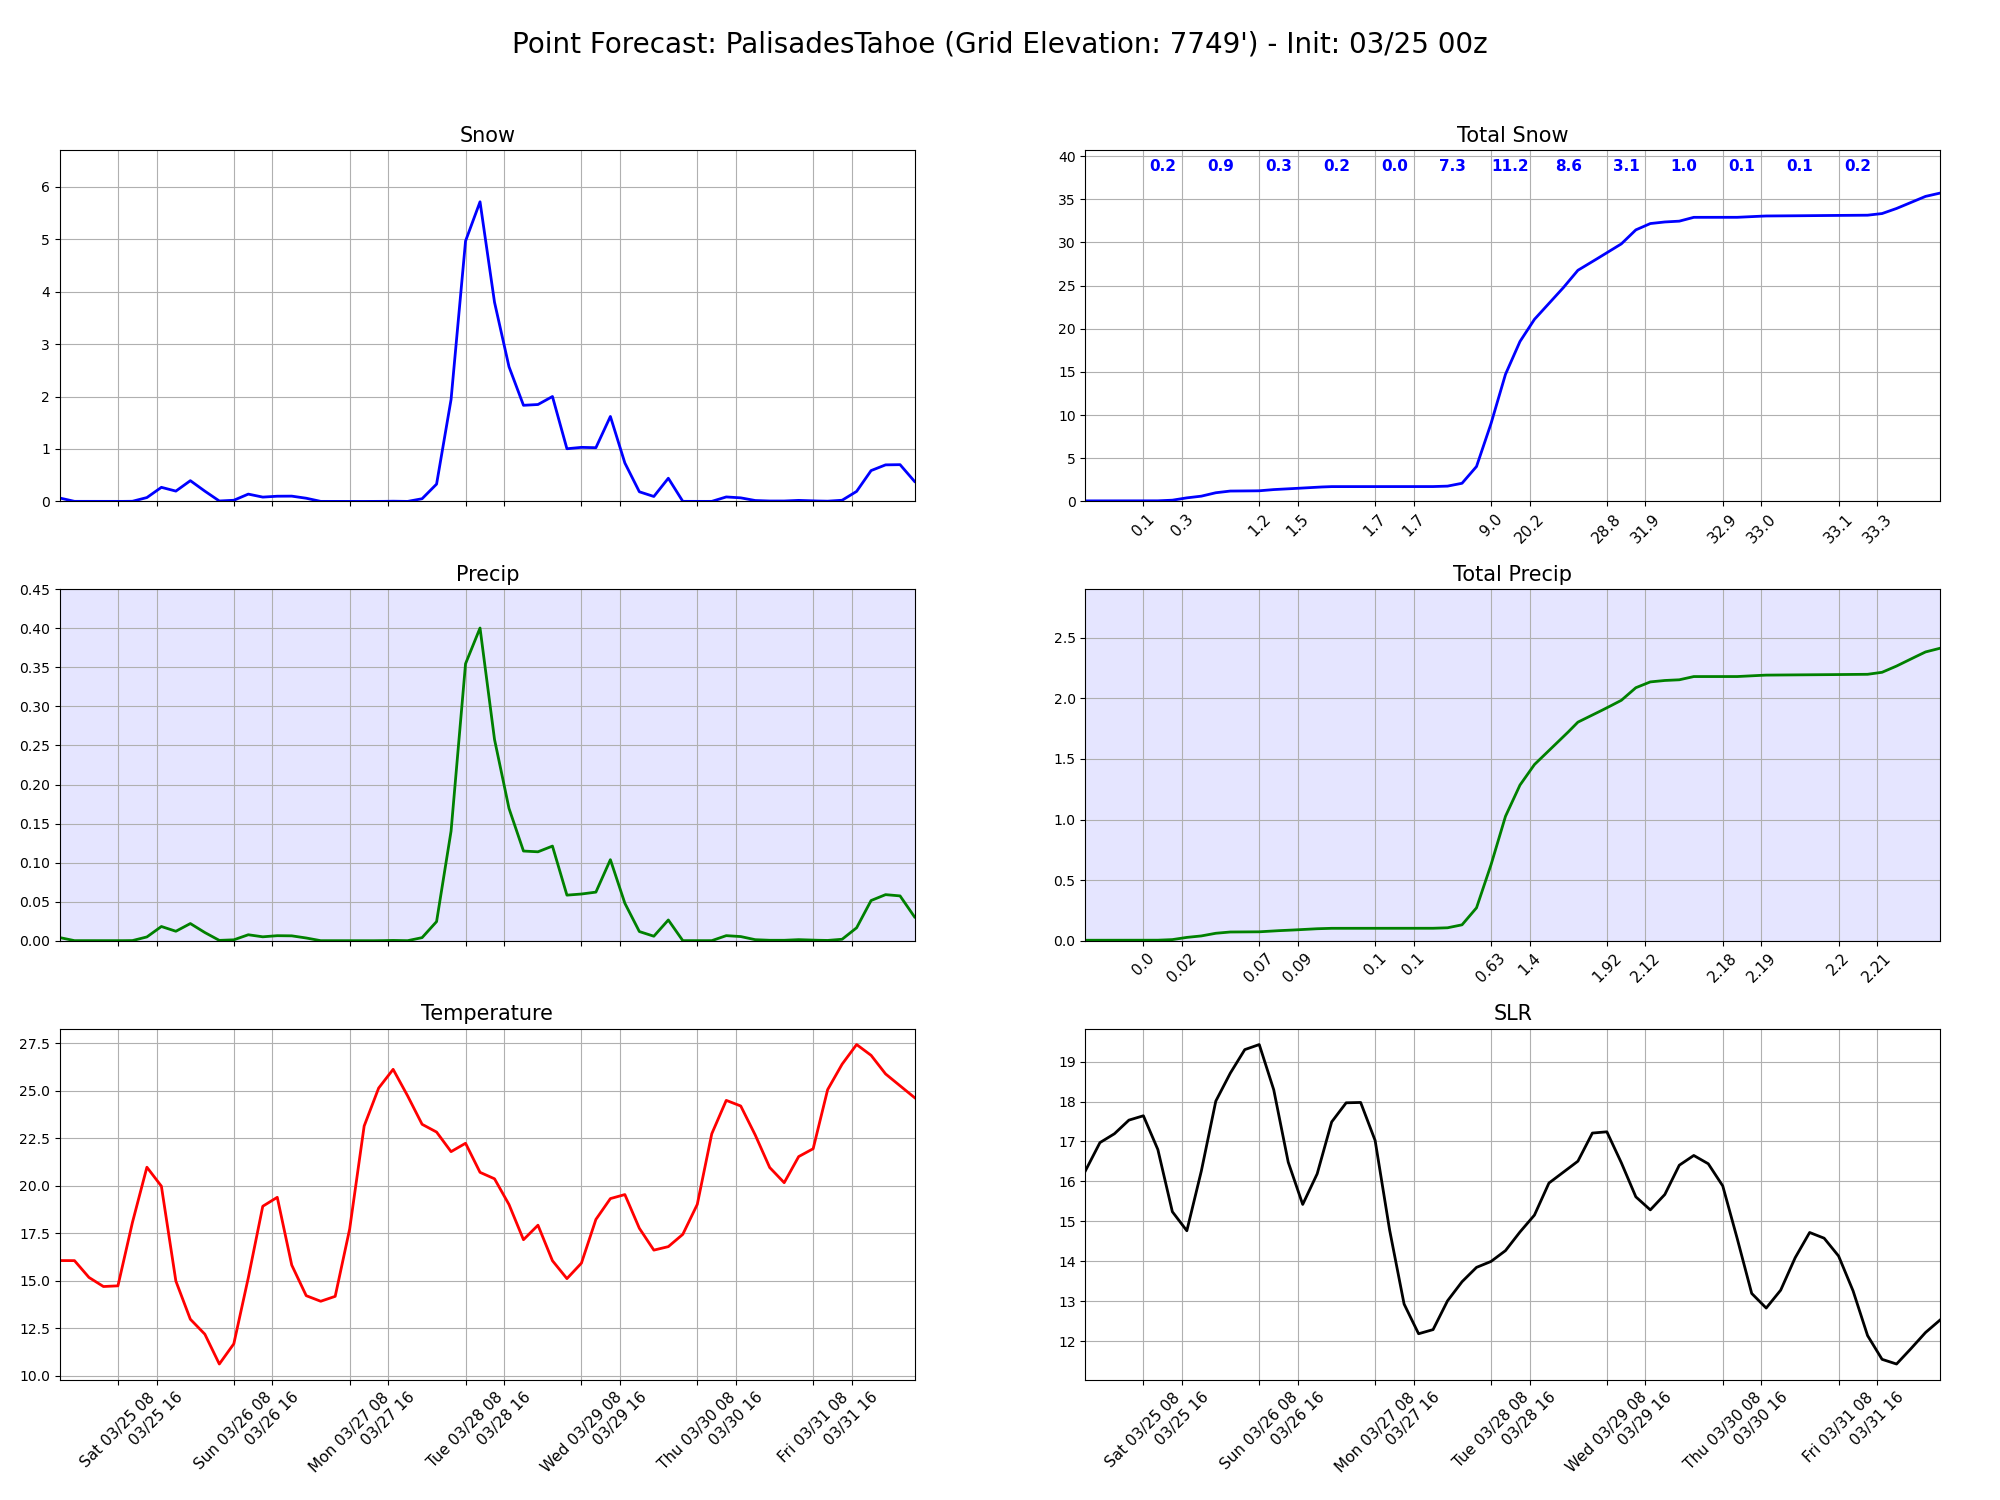 Point Forecast: PalisadesTahoe (Grid Elevation: 7749') - Init: 03/25 00z
Snow
6
5
4
3
2
1
0
Total Snow
0.2 0.9 0.3 0.2 0.0 7.3 11.2 8.6 3.1 1.0 0.1 0.1 0.2
40
35
30
25
20
15
10
5
0
0.1 0.3 1.2 1.5 1.7 1.7 9.0 20.2 28.8 31.9 32.9 33.0 33.1 33.3
Precip
0.45
0.40
0.35
0.30
0.25
0.20
0.15
0.10
0.05
0.00
Total Precip
2.5
2.0
1.5
1.0
0.5
0.0
0.0 0.02 0.07 0.09 0.1 0.1 0.63 1.4 1.92 2.12 2.18 2.19 2.2 2.21
Temperature
27.5
25.0
22.5
20.0
17.5
15.0
12.5
10.0
Sat 03/25 08
03/25 16
Sun 03/26 08
03/26 16
Mon 03/27 08
03/27 16
Tue 03/28 08
03/28 16
Wed 03/29 08
03/29 16
Thu 03/30 08
03/30 16
Fri 03/31 08
03/31 16
SLR
19
18
17
16
15
14
13
12
Sat 03/25 08
03/25 16
Sun 03/26 08
03/26 16
Mon 03/27 08
03/27 16
Tue 03/28 08
03/28 16
Wed 03/29 08
03/29 16
Thu 03/30 08
03/30 16
Fri 03/31 08
03/31 16